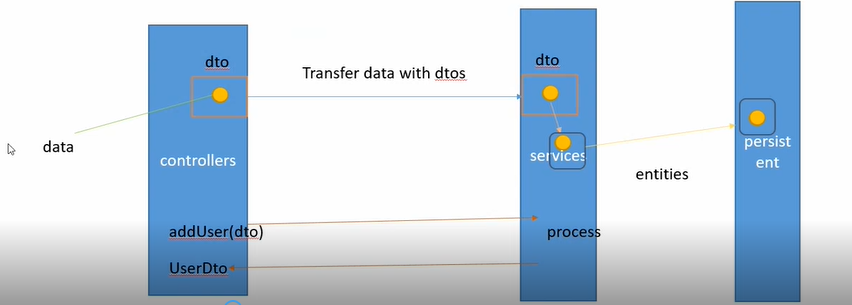 dto
dto
Transfer data with dtos
data
controllers
services
persist
ent
entities
addUser(dto)
process
UserDto